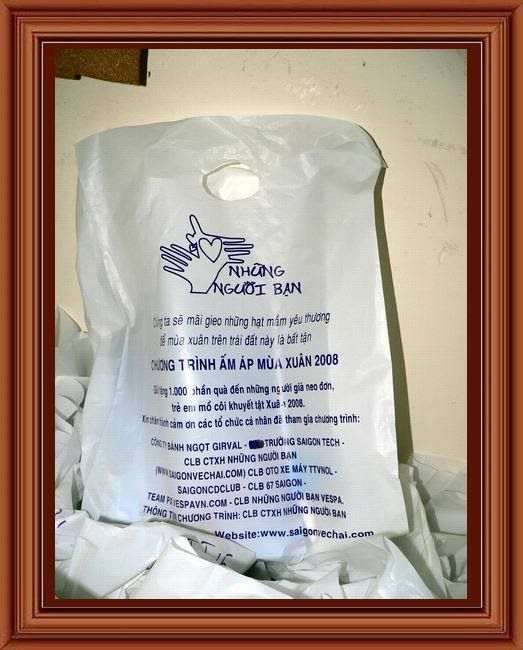 NHỮNG
NGƯỜI BẠN
Chúng ta sẽ mãi gieo những hạt mầm yêu thương
để mùa xuân trên trái đất này là bất tận
CHƯƠNG TRÌNH ẤM ÁP MÙA XUÂN 2008
Gửi tặng 1.000 phần quà đến những người già neo đơn,
trẻ em mồ côi khuyết tật Xuân 2008.
Xin chân thành cảm ơn các tổ chức cá nhân đã tham gia chương trình:
CÔNG TY BÁNH NGỌT GIRVAL - TRƯỜNG SAIGON TECH -
CLB CTXH NHỮNG NGƯỜI BẠN
(WWW.SAIGONVECHAI.COM) CLB OTO XE MÁY TTVNOL -
SAIGONCDCLUB - CLB 67 SAIGON -
TEAM PXVESPAVN.COM - CLB NHỮNG NGƯỜI BẠN VESPA.
THÔNG TIN CHƯƠNG TRÌNH: CLB CTXH NHỮNG NGƯỜI BẠN
Website:www.saigonvechai.com